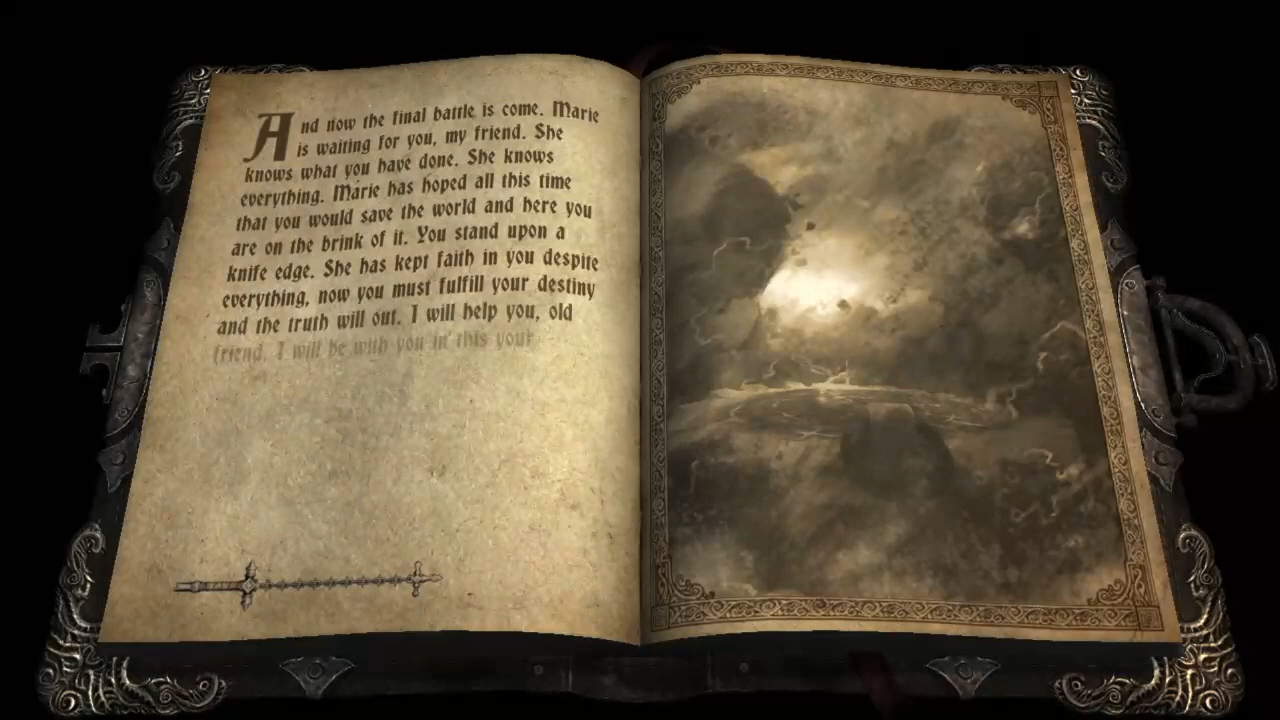 And now the final battle is come. Marie
is waiting for you, my friend. She
knows what you have done. She knows
everything. Marie has hoped all this time
that you would save the world and here you
are on the brink of it. You stand upon a
knife edge. She has kept faith in you despite
everything, now you must fulfill your destiny
and the truth will out. I will help you, old
friend. I will be with you in this your